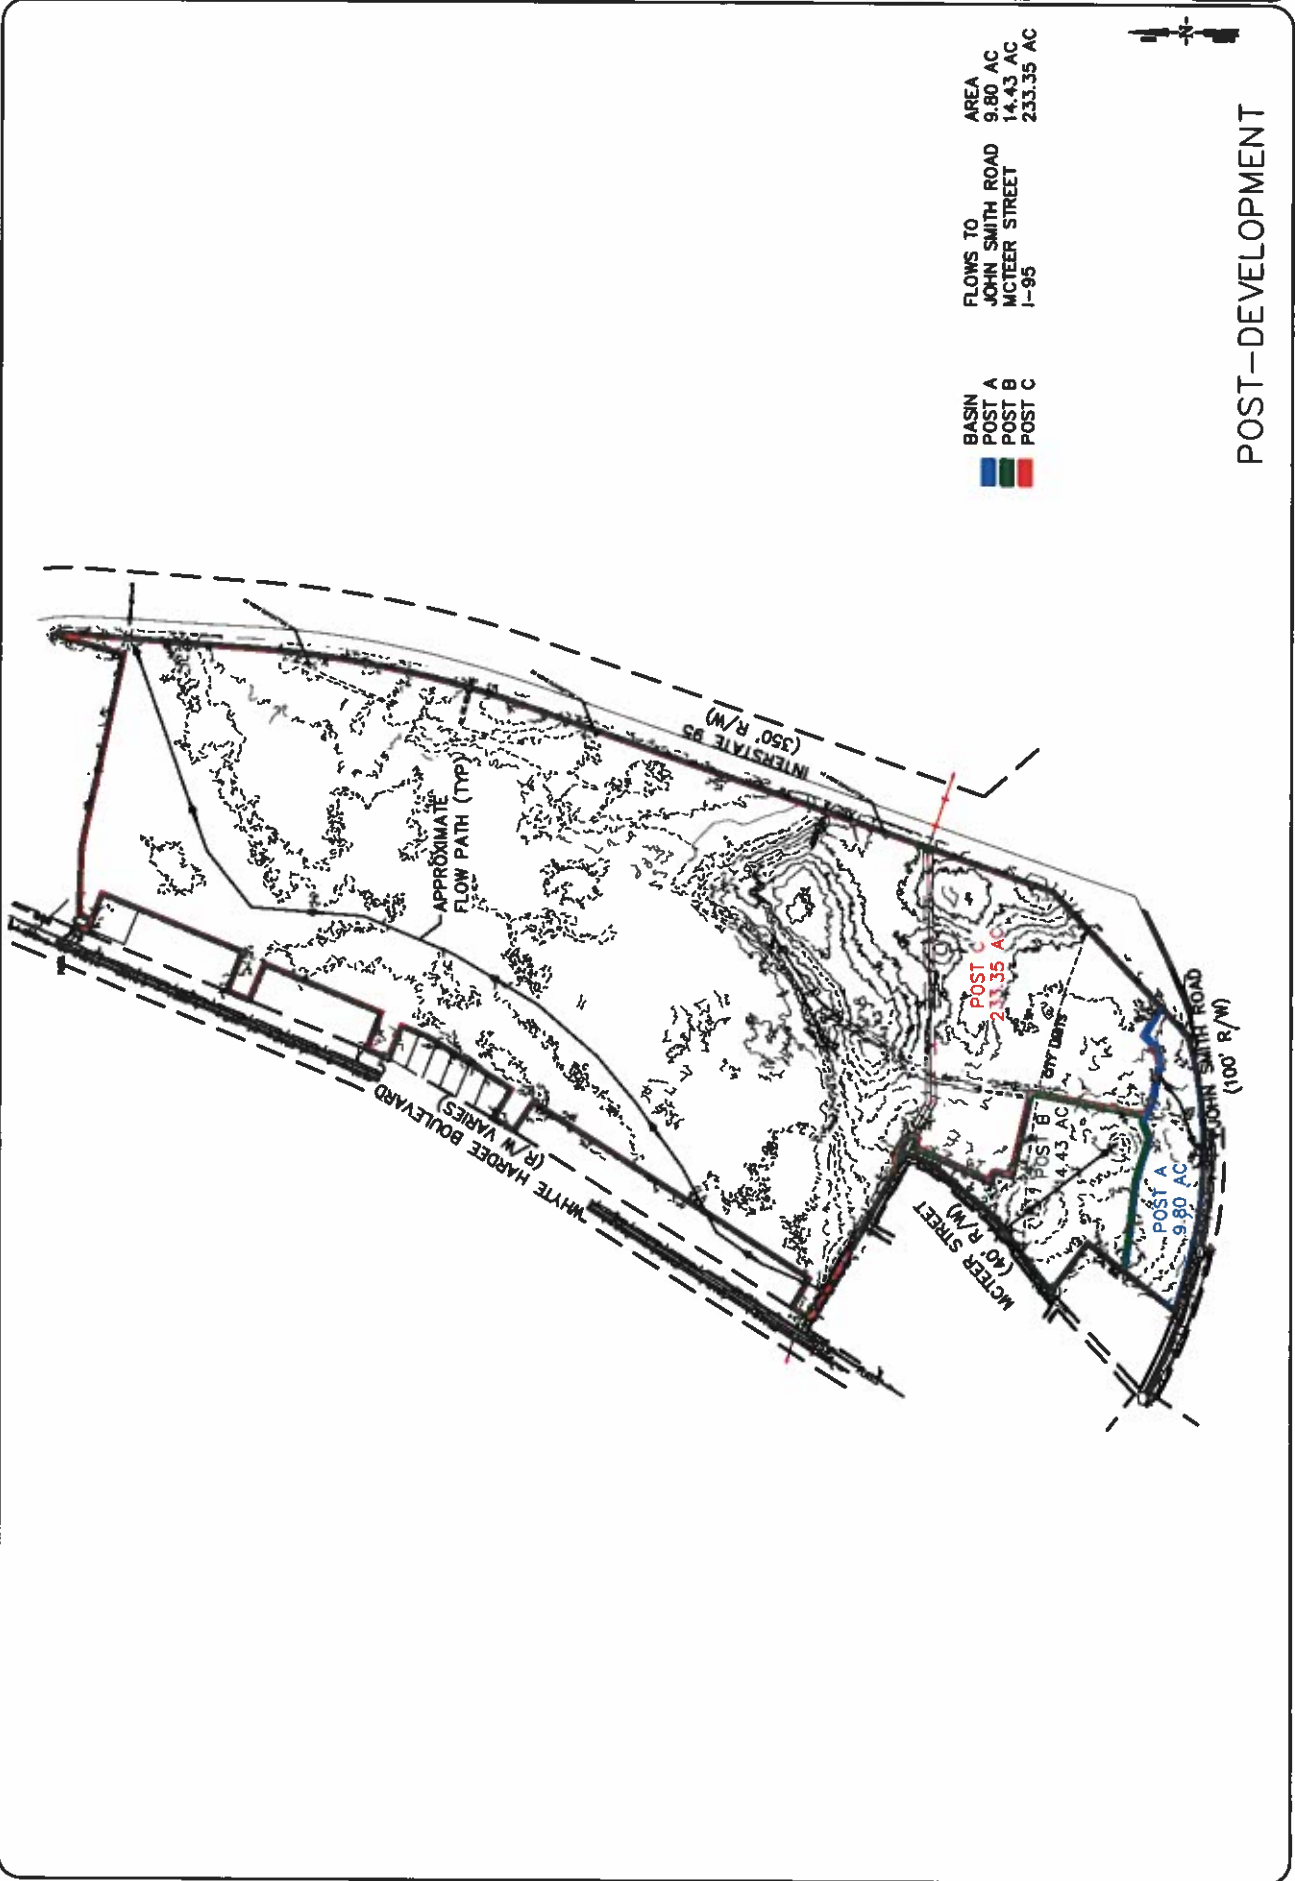 -N-
BASIN FLOWS TO AREA
POST A JOHN SMITH ROAD 9.80 AC
POST B MCTEER STREET 14.43 AC
POST C I-95 233.35 AC
POST-DEVELOPMENT
APPROXIMATE
FLOW PATH (TYP)
INTERSTATE 95
(350' R/W)
WHYTE HARDEE BOULEVARD
(R/W VARIES)
MCTEER STREET
(40' R/W)
POST C
233.35 AC
CITY LIMITS
POST B
14.43 AC
POST A
9.80 AC
JOHN SMITH ROAD
(100' R/W)